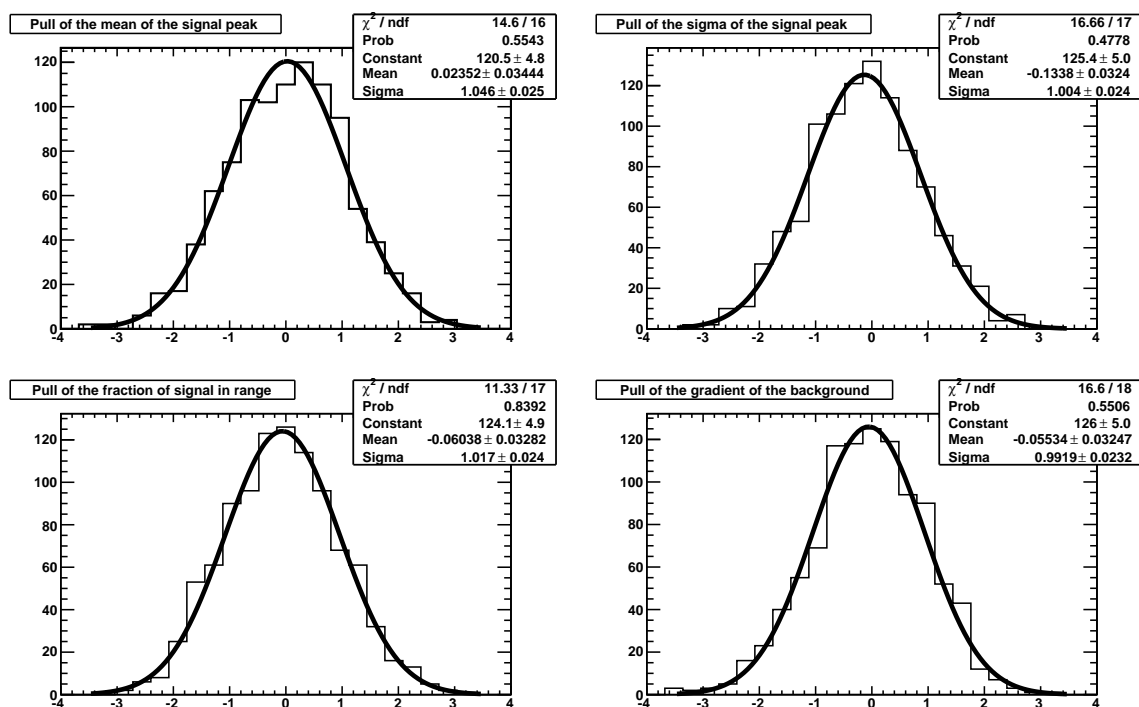 Pull of the mean of the signal peak
χ² / ndf 14.6 / 16
Prob 0.5543
Constant 120.5 ± 4.8
Mean 0.02352 ± 0.03444
Sigma 1.046 ± 0.025
120
100
80
60
40
20
0
-4 -3 -2 -1 0 1 2 3 4
Pull of the sigma of the signal peak
χ² / ndf 16.66 / 17
Prob 0.4778
Constant 125.4 ± 5.0
Mean -0.1338 ± 0.0324
Sigma 1.004 ± 0.024
120
100
80
60
40
20
0
-4 -3 -2 -1 0 1 2 3 4
Pull of the fraction of signal in range
χ² / ndf 11.33 / 17
Prob 0.8392
Constant 124.1 ± 4.9
Mean -0.06038 ± 0.03282
Sigma 1.017 ± 0.024
120
100
80
60
40
20
0
-4 -3 -2 -1 0 1 2 3 4
Pull of the gradient of the background
χ² / ndf 16.6 / 18
Prob 0.5506
Constant 126 ± 5.0
Mean -0.05534 ± 0.03247
Sigma 0.9919 ± 0.0232
120
100
80
60
40
20
0
-4 -3 -2 -1 0 1 2 3 4